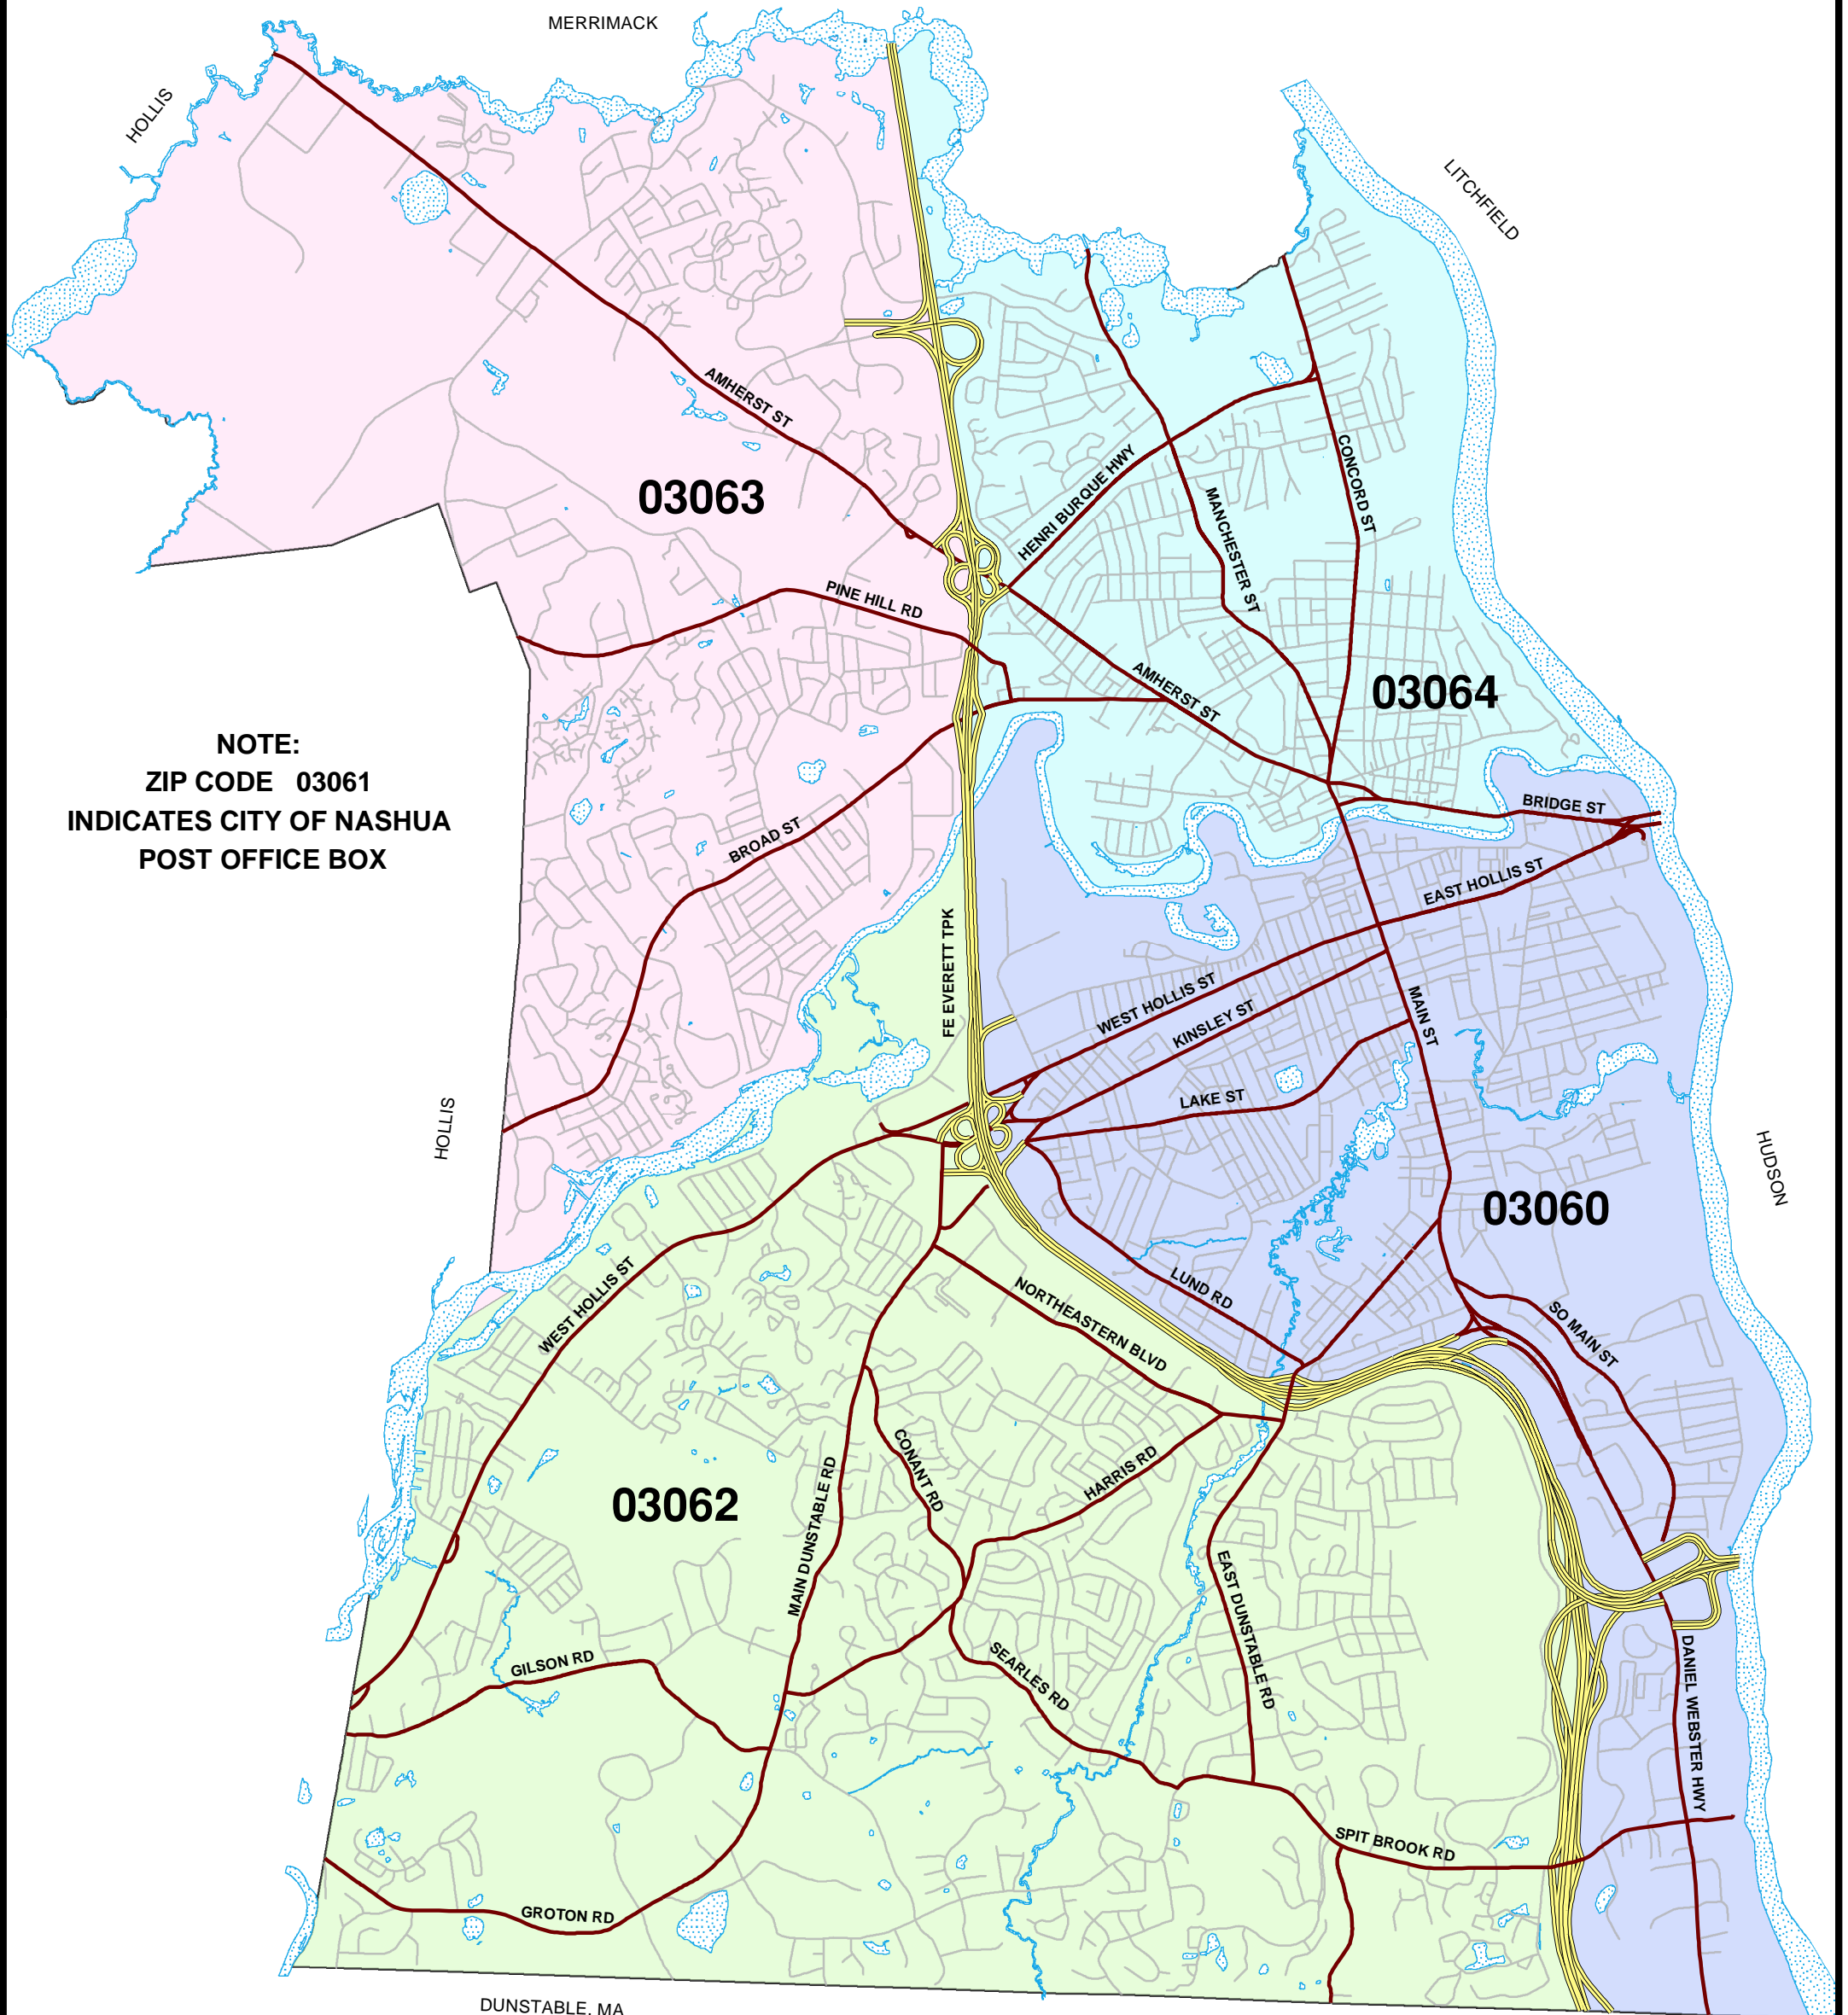 MERRIMACK
HOLLIS
LITCHFIELD
AMHERST ST
03063
HENRI BURQUE HWY
CONCORD ST
MANCHESTER ST
PINE HILL RD
AMHERST ST
03064
NOTE:
ZIP CODE 03061
INDICATES CITY OF NASHUA
POST OFFICE BOX
BROAD ST
BRIDGE ST
EAST HOLLIS ST
FE EVERETT TPK
WEST HOLLIS ST
KINSLEY ST
MAIN ST
LAKE ST
HOLLIS
HUDSON
03060
WEST HOLLIS ST
NORTHEASTERN BLVD
LUND RD
SO MAIN ST
CONANT RD
HARRIS RD
03062
MAIN DUNSTABLE RD
EAST DUNSTABLE RD
GILSON RD
SEARLES RD
DANIEL WEBSTER HWY
SPIT BROOK RD
GROTON RD
DUNSTABLE, MA